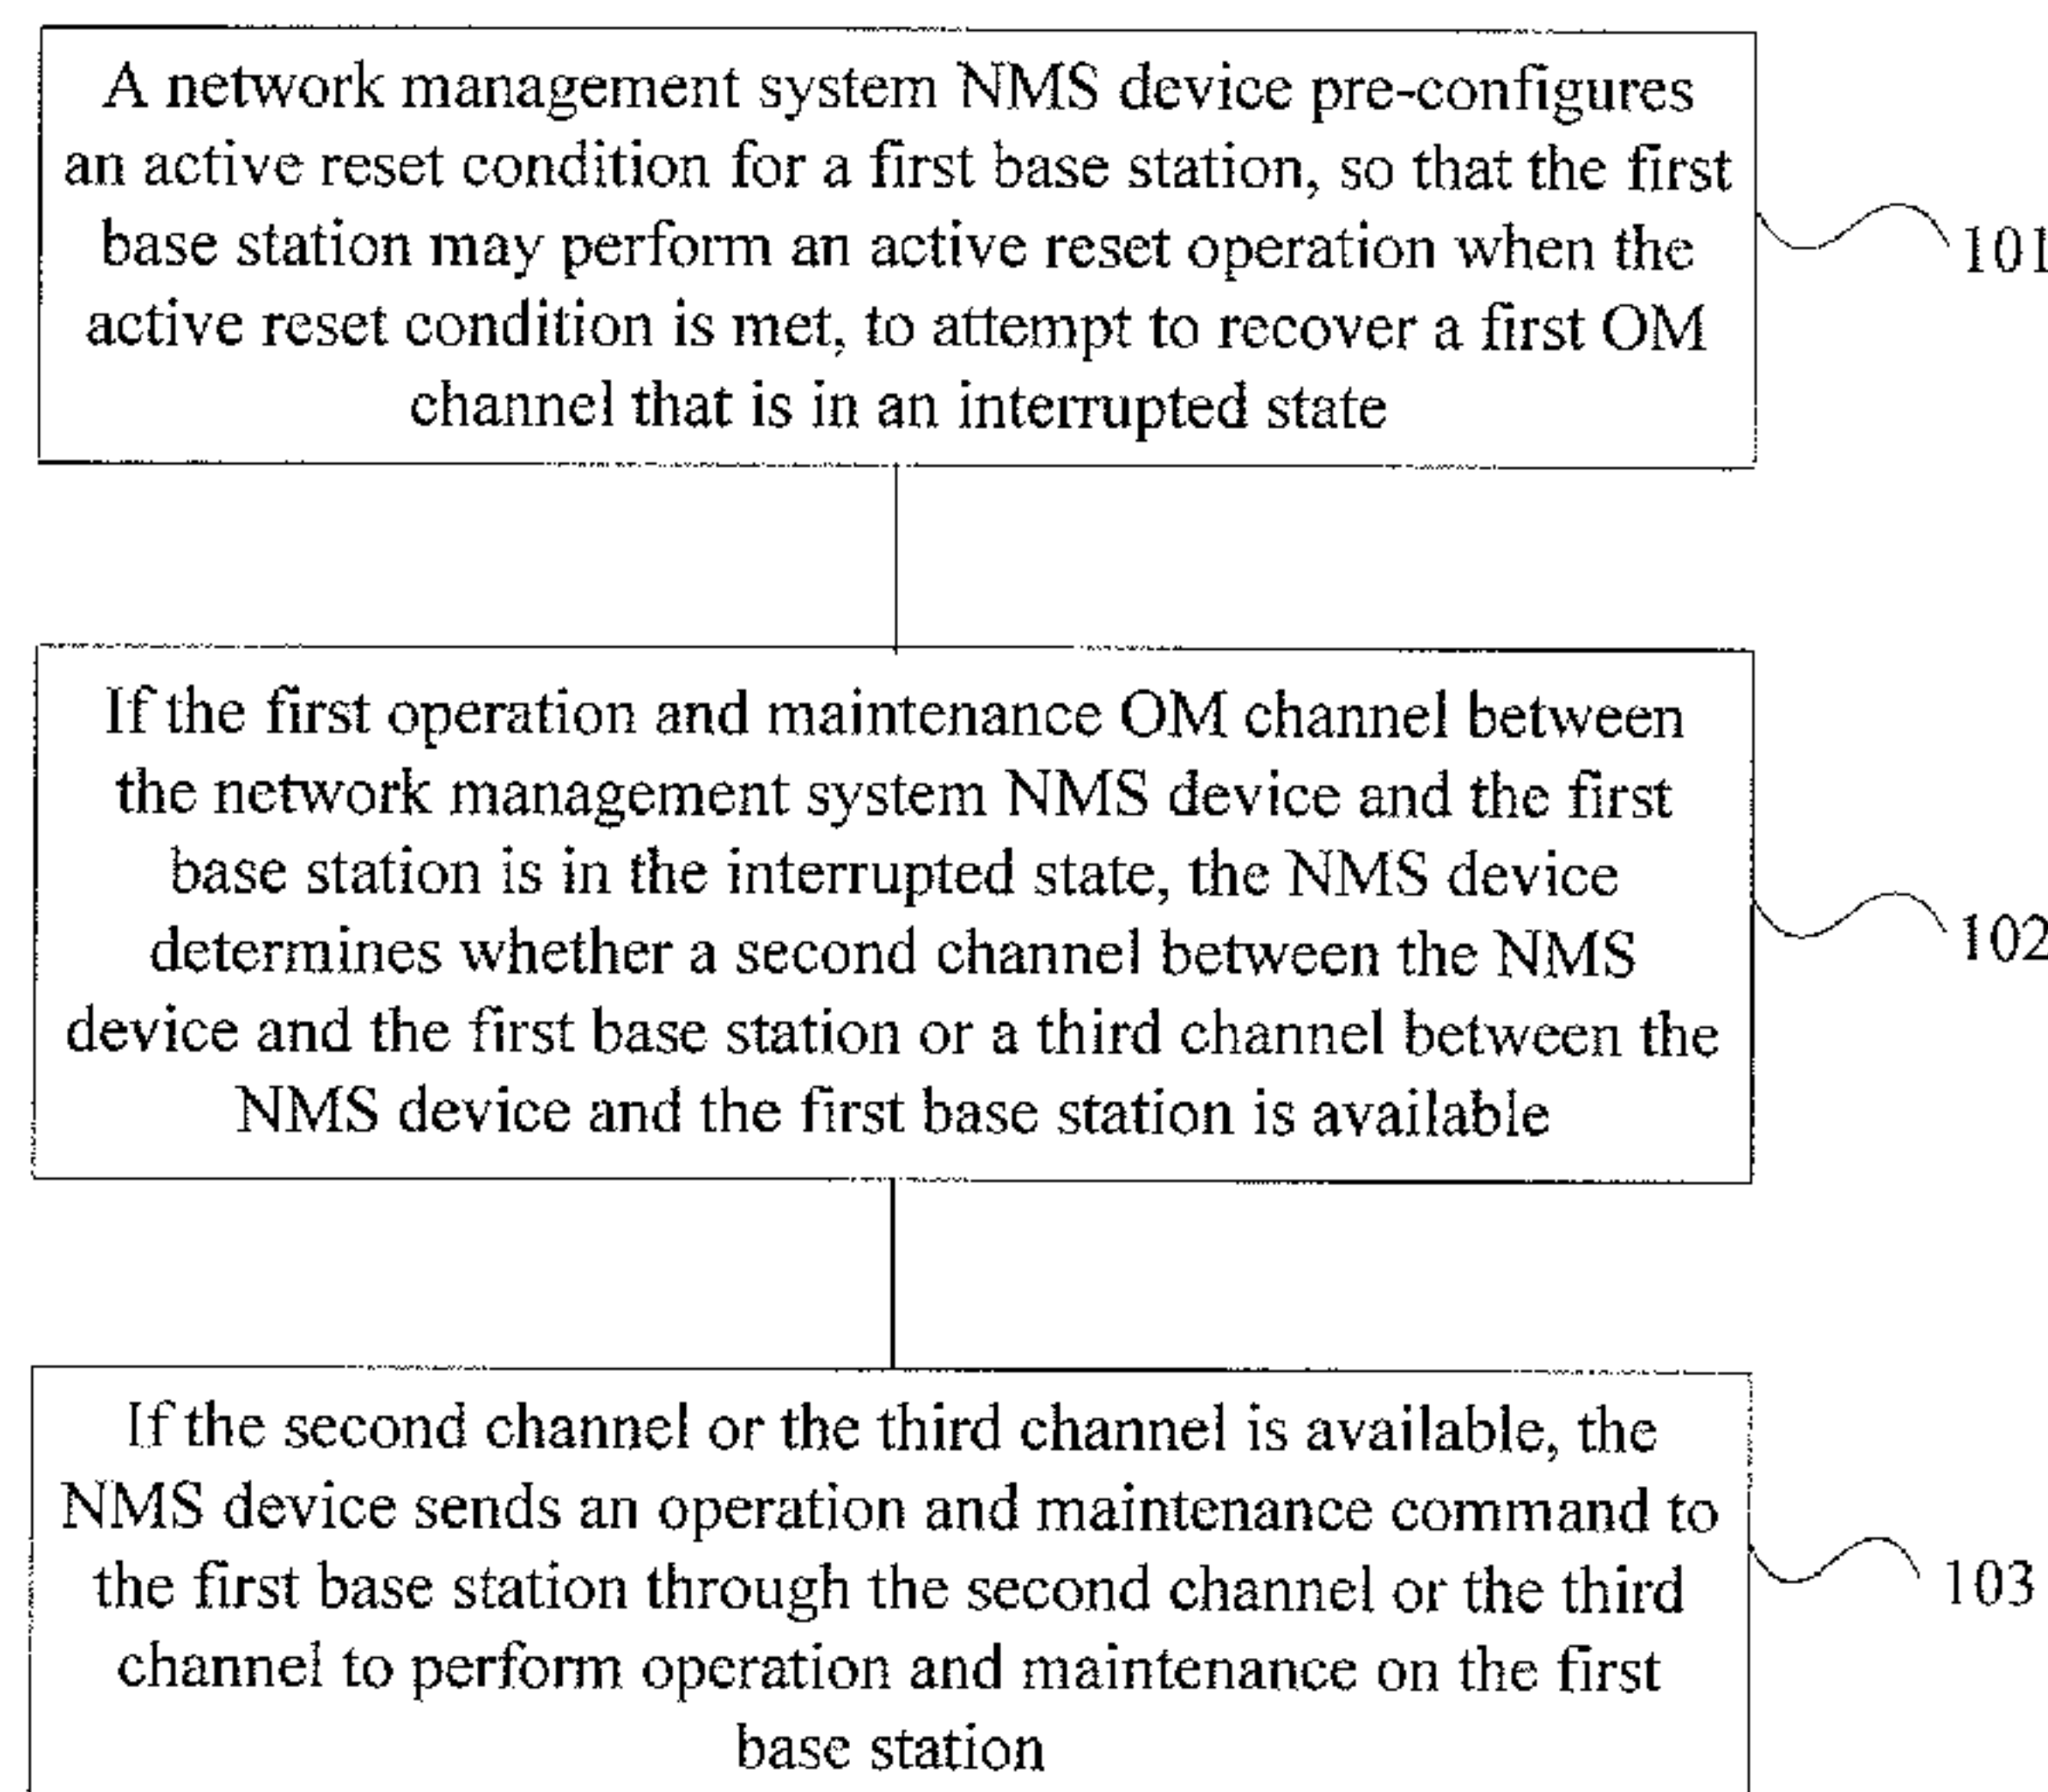 A network management system NMS device pre-configures
an active reset condition for a first base station, so that the first
base station may perform an active reset operation when the
active reset condition is met, to attempt to recover a first OM
channel that is in an interrupted state
101
If the first operation and maintenance OM channel between
the network management system NMS device and the first
base station is in the interrupted state, the NMS device
determines whether a second channel between the NMS
device and the first base station or a third channel between the
NMS device and the first base station is available
102
If the second channel or the third channel is available, the
NMS device sends an operation and maintenance command to
the first base station through the second channel or the third
channel to perform operation and maintenance on the first
base station
103